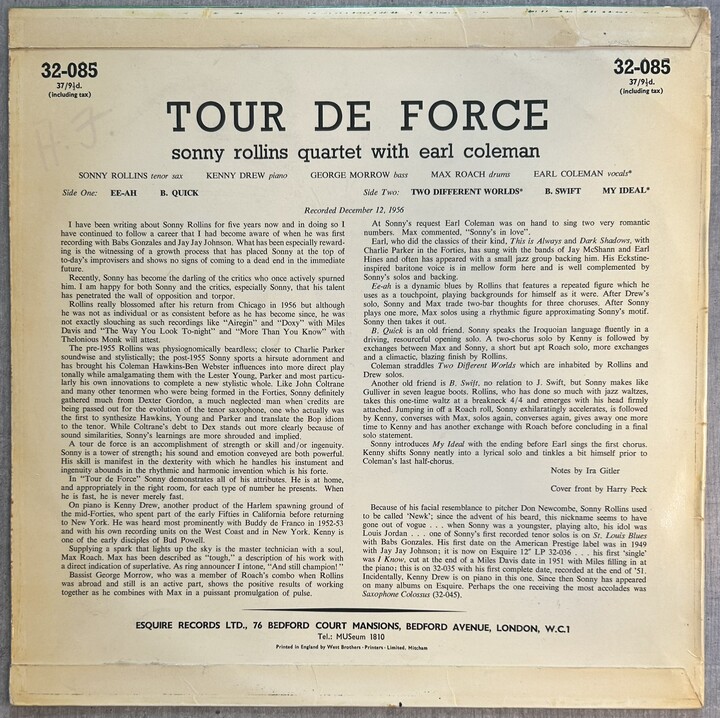 32-085
37/9½d.
(including tax)
32-085
37/9½d.
(including tax)
H. J.
TOUR DE FORCE
sonny rollins quartet with earl coleman
SONNY ROLLINS tenor sax KENNY DREW piano GEORGE MORROW bass MAX ROACH drums EARL COLEMAN vocals*
Side One: EE-AH B. QUICK Side Two: TWO DIFFERENT WORLDS* B. SWIFT MY IDEAL*
Recorded December 12, 1956
I have been writing about Sonny Rollins for five years now and in doing so I
have continued to follow a career that I had become aware of when he was first
recording with Babs Gonzales and Jay Jay Johnson. What has been especially reward-
ing is the witnessing of a growth process that has placed Sonny at the top of
to-day's improvisers and shows no signs of coming to a dead end in the immediate
future.
Recently, Sonny has become the darling of the critics who once actively spurned
him. I am happy for both Sonny and the critics, especially Sonny, that his talent
has penetrated the wall of opposition and torpor.
Rollins really blossomed after his return from Chicago in 1956 but although
he was not as individual or as consistent before as he has become since, he was
not exactly slouching as such recordings like "Airegin" and "Doxy" with Miles
Davis and "The Way You Look To-night" and "More Than You Know" with
Thelonious Monk will attest.
The pre-1955 Rollins was physiognomically beardless; closer to Charlie Parker
soundwise and stylistically; the post-1955 Sonny sports a hirsute adornment and
has brought his Coleman Hawkins-Ben Webster influences into more direct play
tonally while amalgamating them with the Lester Young, Parker and most particu-
larly his own innovations to complete a new stylistic whole. Like John Coltrane
and many other tenormen who were being formed in the Forties, Sonny definitely
gathered much from Dexter Gordon, a much neglected man when credits are
being passed out for the evolution of the tenor saxophone, one who actually was
the first to synthesize Hawkins, Young and Parker and translate the Bop idiom
to the tenor. While Coltrane's debt to Dex stands out more clearly because of
sound similarities, Sonny's learnings are more shrouded and implied.
A tour de force is an accomplishment of strength or skill and/or ingenuity.
Sonny is a tower of strength; his sound and emotion conveyed are both powerful.
His skill is manifest in the dexterity with which he handles his instument and
ingenuity abounds in the rhythmic and harmonic invention which is his forte.
In "Tour de Force" Sonny demonstrates all of his attributes. He is at home,
and appropriately in the right room, for each type of number he presents. When
he is fast, he is never merely fast.
On piano is Kenny Drew, another product of the Harlem spawning ground of
the mid-Forties, who spent part of the early Fifties in California before returning
to New York. He was heard most prominently with Buddy de Franco in 1952-53
and with his own recording units on the West Coast and in New York. Kenny is
one of the early disciples of Bud Powell.
Supplying a spark that lights up the sky is the master technician with a soul,
Max Roach. Max has been described as "tough," a description of his work with
a direct indication of superlative. As ring announcer I intone, "And still champion!"
Bassist George Morrow, who was a member of Roach's combo when Rollins
was abroad and still is an active part, shows the positive results of working
together as he combines with Max in a puissant promulgation of pulse.
At Sonny's request Earl Coleman was on hand to sing two very romantic
numbers. Max commented, "Sonny's in love".
Earl, who did the classics of their kind, This is Always and Dark Shadows, with
Charlie Parker in the Forties, has sung with the bands of Jay McShann and Earl
Hines and often has appeared with a small jazz group backing him. His Eckstine-
inspired baritone voice is in mellow form here and is well complemented by
Sonny's solos and backing.
Ee-ah is a dynamic blues by Rollins that features a repeated figure which he
uses as a touchpoint, playing backgrounds for himself as it were. After Drew's
solo, Sonny and Max trade two-bar thoughts for three choruses. After Sonny
plays one more, Max solos using a rhythmic figure approximating Sonny's motif.
Sonny then takes it out.
B. Quick is an old friend. Sonny speaks the Iroquoian language fluently in a
driving, resourceful opening solo. A two-chorus solo by Kenny is followed by
exchanges between Max and Sonny, a short but apt Roach solo, more exchanges
and a climactic, blazing finish by Rollins.
Coleman straddles Two Different Worlds which are inhabited by Rollins and
Drew solos.
Another old friend is B. Swift, no relation to J. Swift, but Sonny makes like
Gulliver in seven league boots. Rollins, who has done so much with jazz waltzes,
takes this one-time waltz at a breakneck 4/4 and emerges with his head firmly
attached. Jumping in off a Roach roll, Sonny exhilaratingly accelerates, is followed
by Kenny, converses with Max, solos again, converses again, gives away one more
time to Kenny and has another exchange with Roach before concluding in a final
solo statement.
Sonny introduces My Ideal with the ending before Earl sings the first chorus.
Kenny shifts Sonny neatly into a lyrical solo and tinkles a bit himself prior to
Coleman's last half-chorus.
Notes by Ira Gitler
Cover front by Harry Peck
Because of his facial resemblance to pitcher Don Newcombe, Sonny Rollins used
to be called 'Newk'; since the advent of his beard, this nickname seems to have
gone out of vogue . . . when Sonny was a youngster, playing alto, his idol was
Louis Jordan . . . one of Sonny's first recorded tenor solos is on St. Louis Blues
with Babs Gonzales. His first date on the American Prestige label was in 1949
with Jay Jay Johnson; it is now on Esquire 12" LP 32-036 . . . his first 'single'
was I Know, cut at the end of a Miles Davis date in 1951 with Miles filling in at
the piano; this is on 32-035 with his first complete date, recorded at the end of '51.
Incidentally, Kenny Drew is on piano in this one. Since then Sonny has appeared
on many albums on Esquire. Perhaps the one receiving the most accolades was
Saxophone Colossus (32-045).
ESQUIRE RECORDS LTD., 76 BEDFORD COURT MANSIONS, BEDFORD AVENUE, LONDON, W.C.1
Tel.: MUSeum 1810
Printed in England by West Brothers · Printers · Limited, Mitcham